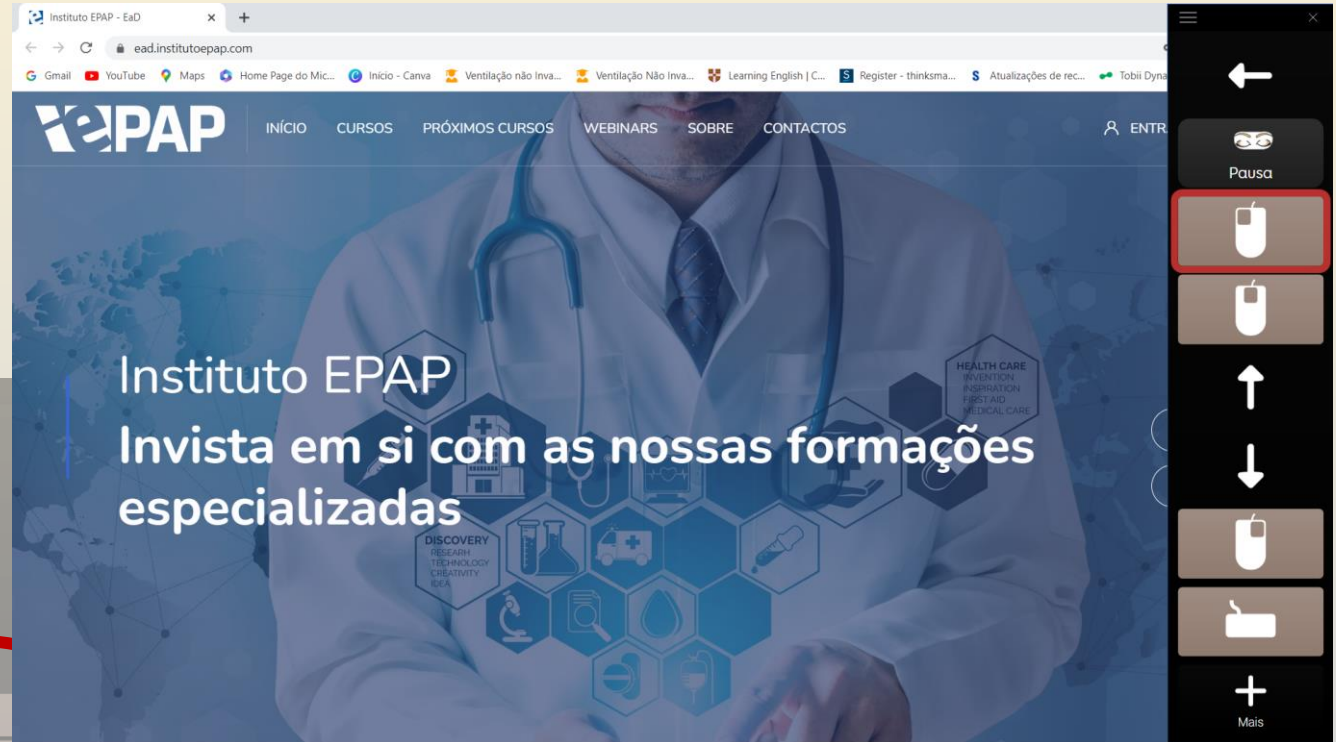 Instituto EPAP - EaD
ead.institutoepap.com
Gmail YouTube Maps Home Page do Mic... Início - Canva Ventilação não Inva... Ventilação Não Inva... Learning English | C... Register - thinksma... Atualizações de rec... Tobii Dyna
EPAP INÍCIO CURSOS PRÓXIMOS CURSOS WEBINARS SOBRE CONTACTOS ENTR
Pausa
Instituto EPAP
Invista em si com as nossas formações
especializadas
HEALTH CARE
INVENTION
INSPIRATION
FIRST AID
MEDICAL CARE
DISCOVERY
RESEARH
TECHNOLOGY
CREATIVITY
IDEA
Mais